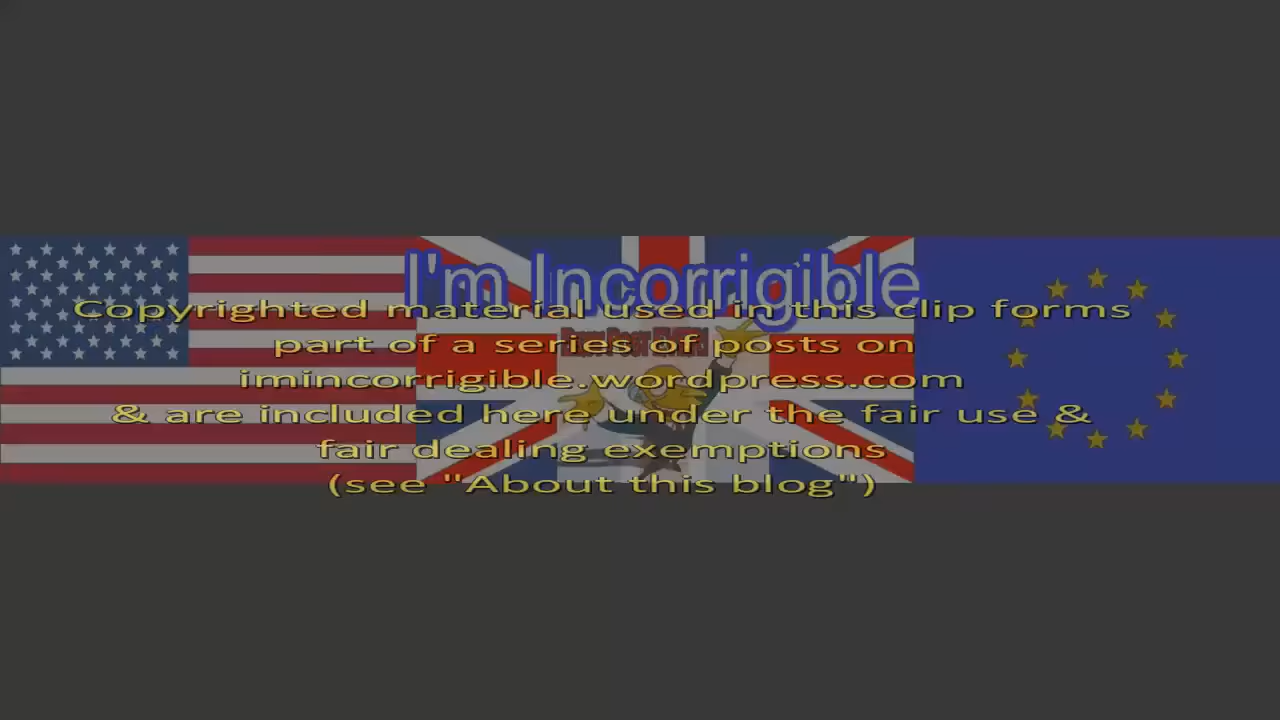 I'm Incorrigible
Copyrighted material used in this clip forms
part of a series of posts on
imincorrigible.wordpress.com
& are included here under the fair use &
fair dealing exemptions
(see "About this blog")